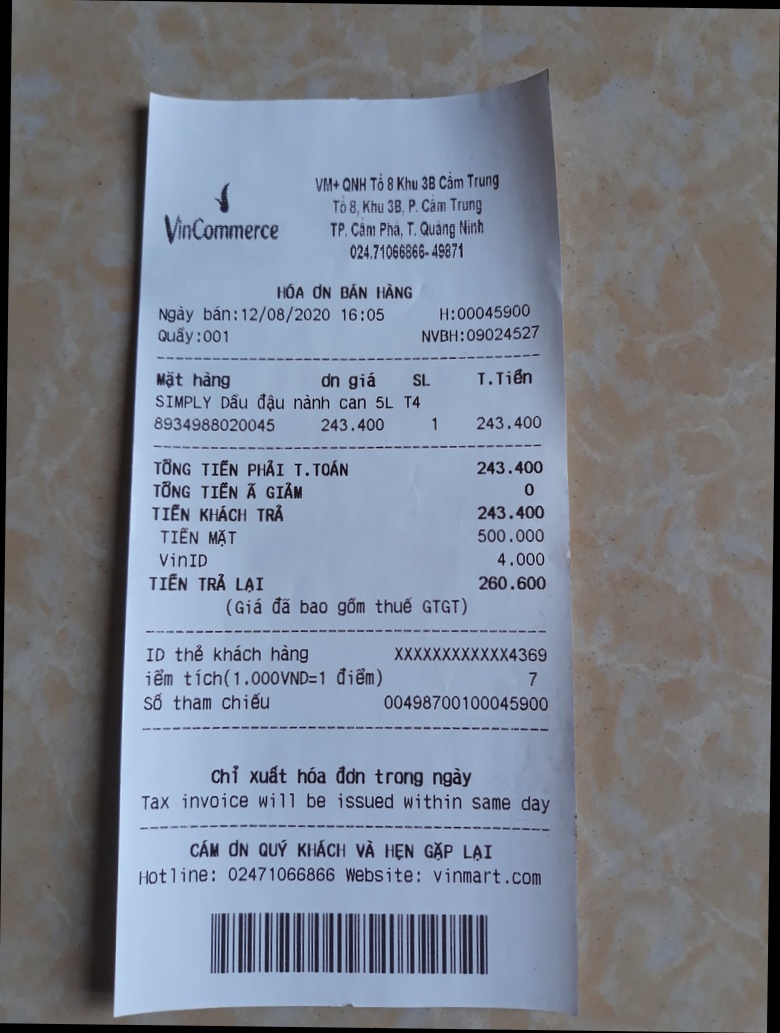 VinCommerce
VM+ QNH Tổ 8 Khu 3B Cẩm Trung
Tổ 8, Khu 3B, P. Cẩm Trung
TP. Cẩm Phả, T. Quảng Ninh
024.71066866- 49871
HÓA ƠN BÁN HÀNG
Ngày bán:12/08/2020 16:05 H:00045900
Quầy:001 NVBH:09024527
Mặt hàng ơn giá SL T.Tiền
SIMPLY Dầu đậu nành can 5L T4
8934988020045 243.400 1 243.400
TỔNG TIỀN PHẢI T.TOÁN 243.400
TỔNG TIỀN Ã GIẢM 0
TIỀN KHÁCH TRẢ 243.400
TIỀN MẶT 500.000
VinID 4.000
TIỀN TRẢ LẠI 260.600
(Giá đã bao gồm thuế GTGT)
ID thẻ khách hàng XXXXXXXXXXXX4369
iểm tích(1.000VND=1 điểm) 7
Số tham chiếu 00498700100045900
Chỉ xuất hóa đơn trong ngày
Tax invoice will be issued within same day
CẢM ƠN QUÝ KHÁCH VÀ HẸN GẶP LẠI
Hotline: 02471066866 Website: vinmart.com